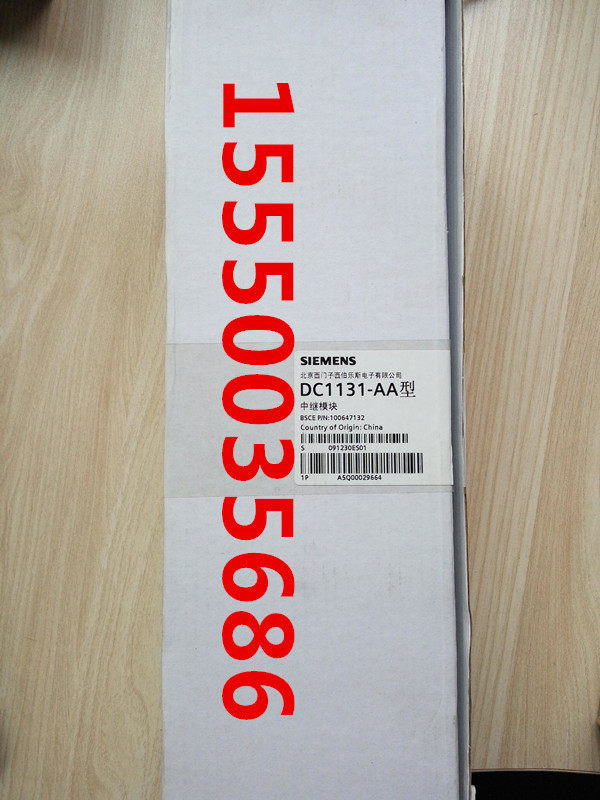 15550035686
SIEMENS
北京西门子西伯乐斯电子有限公司
DC1131-AA型
中继模块
BSCE P/N:100647132
Country of Origin: China
S 091230ES01
1P A5Q00029664